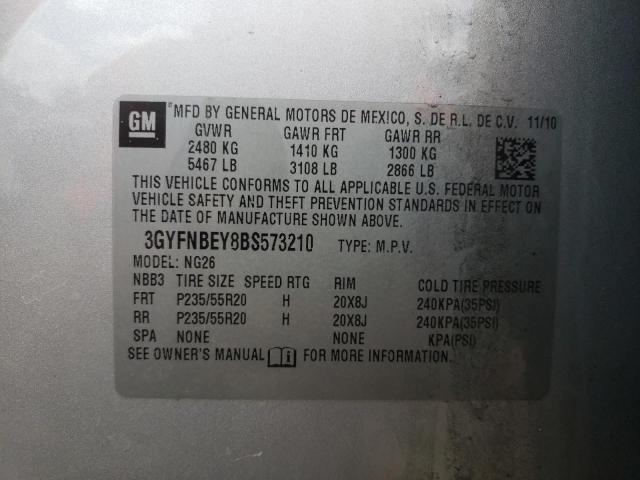 GM MFD BY GENERAL MOTORS DE MEXICO, S. DE R.L. DE C.V. 11/10
GVWR GAWR FRT GAWR RR
2480 KG 1410 KG 1300 KG
5467 LB 3108 LB 2866 LB
THIS VEHICLE CONFORMS TO ALL APPLICABLE U.S. FEDERAL MOTOR
VEHICLE SAFETY AND THEFT PREVENTION STANDARDS IN EFFECT ON
THE DATE OF MANUFACTURE SHOWN ABOVE.
3GYFNBEY8BS573210 TYPE: M.P.V.
MODEL: NG26
NBB3 TIRE SIZE SPEED RTG RIM COLD TIRE PRESSURE
FRT P235/55R20 H 20X8J 240KPA(35PSI)
RR P235/55R20 H 20X8J 240KPA(35PSI)
SPA NONE NONE KPA(PSI)
SEE OWNER'S MANUAL FOR MORE INFORMATION.